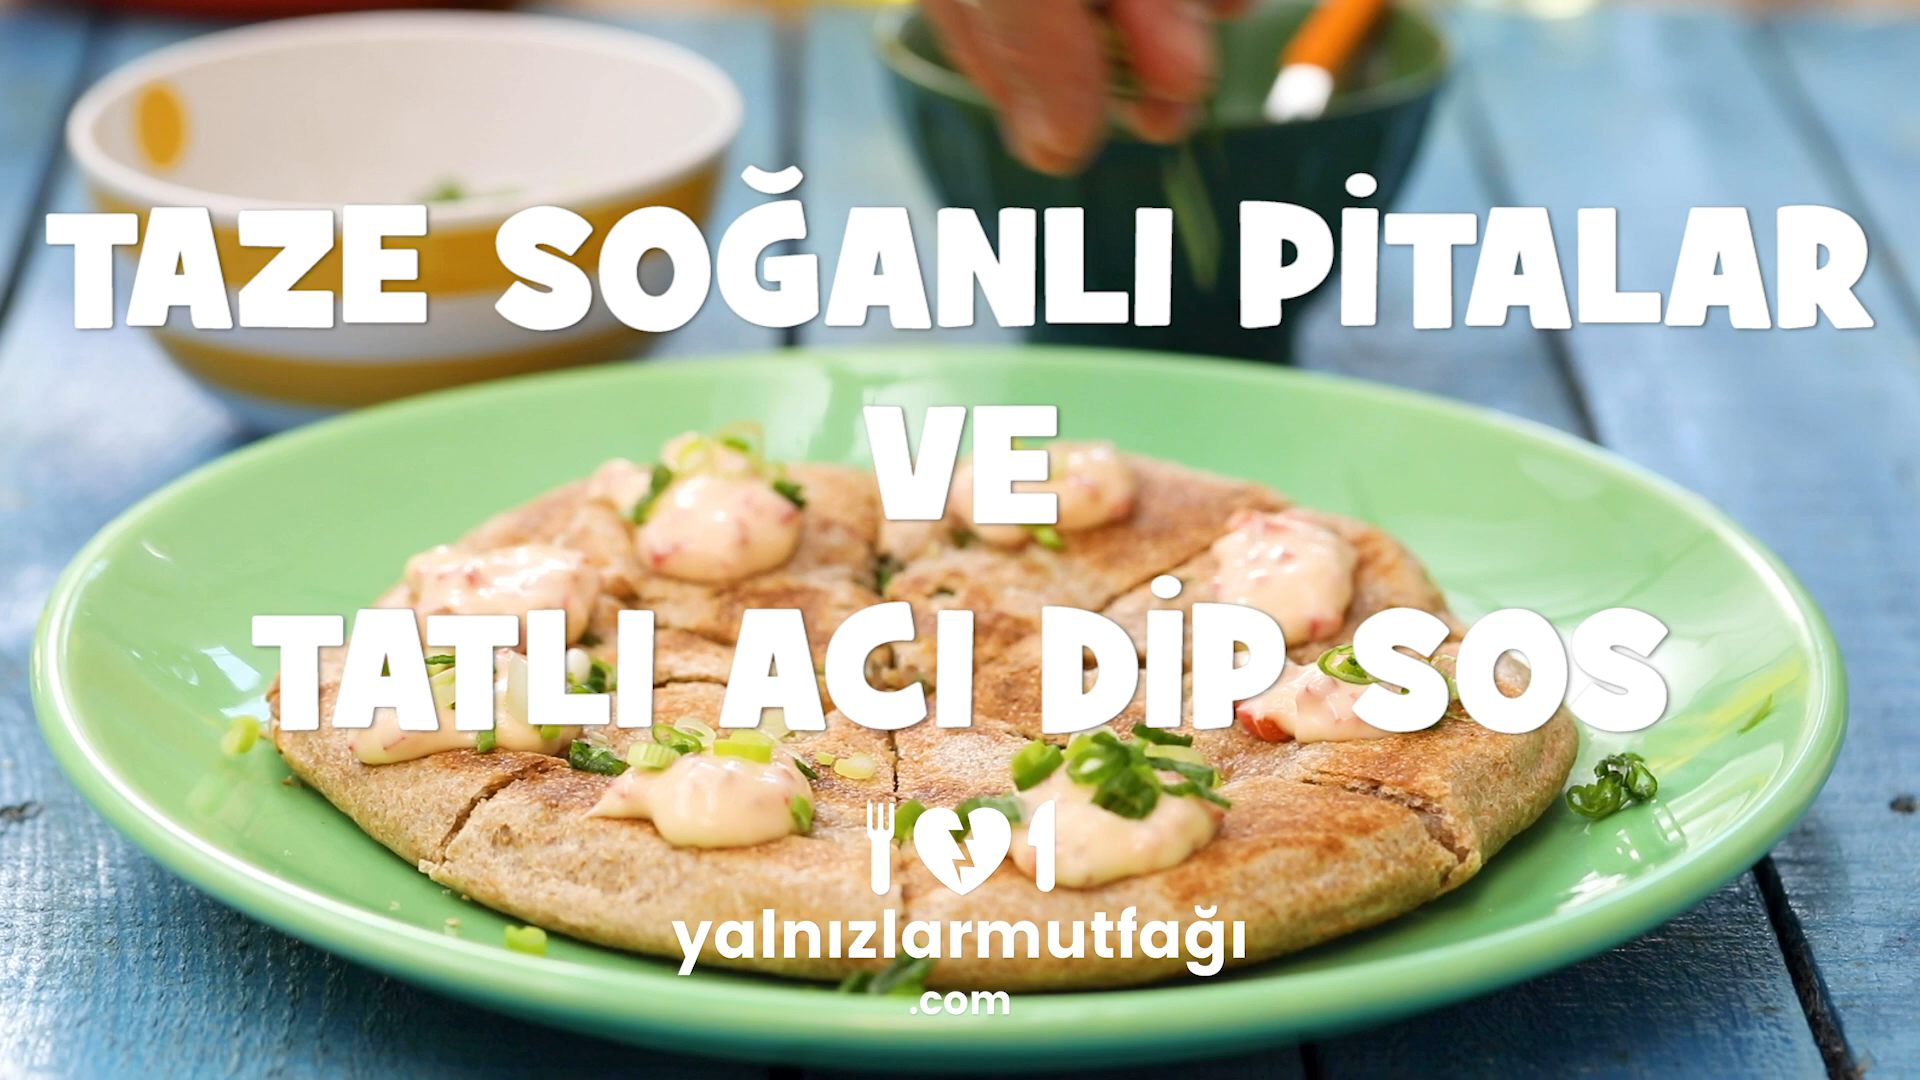 TAZE SOĞANLI PİTALAR
VE
TATLI ACI DİP SOS
yalnızlarmutfağı
.com